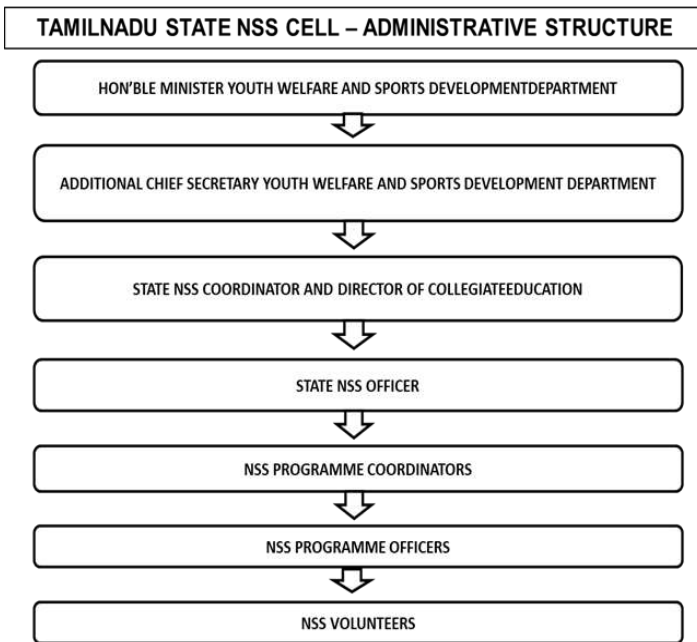 TAMILNADU STATE NSS CELL – ADMINISTRATIVE STRUCTURE
HON'BLE MINISTER YOUTH WELFARE AND SPORTS DEVELOPMENTDEPARTMENT
ADDITIONAL CHIEF SECRETARY YOUTH WELFARE AND SPORTS DEVELOPMENT DEPARTMENT
STATE NSS COORDINATOR AND DIRECTOR OF COLLEGIATEEDUCATION
STATE NSS OFFICER
NSS PROGRAMME COORDINATORS
NSS PROGRAMME OFFICERS
NSS VOLUNTEERS